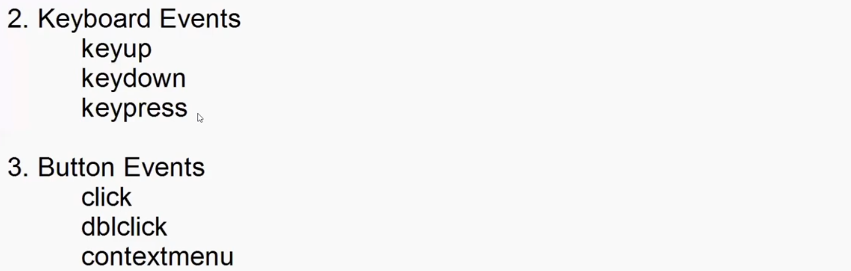 2. Keyboard Events
keyup
keydown
keypress
3. Button Events
click
dblclick
contextmenu